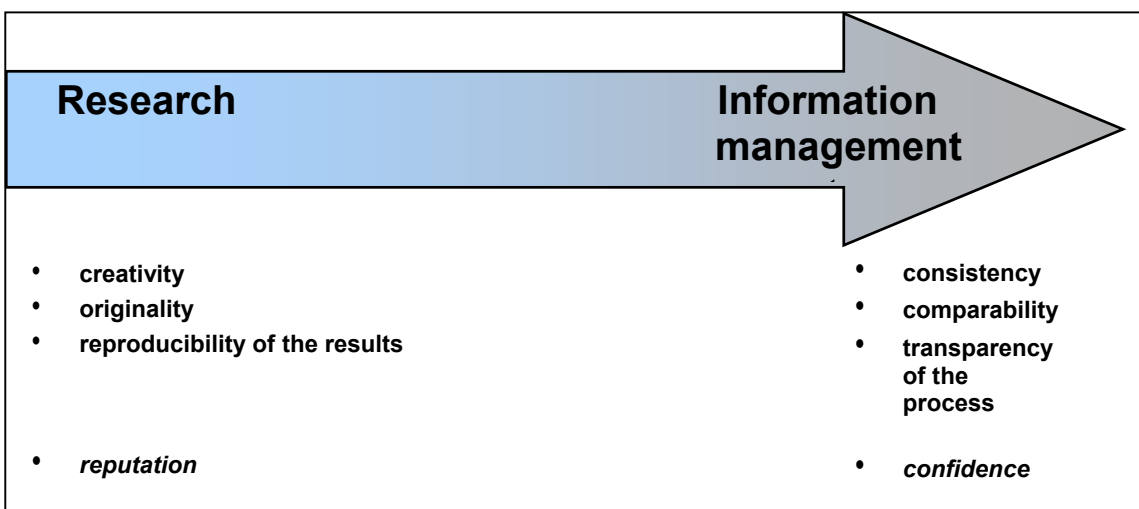 Research
Information
management
• creativity
• originality
• reproducibility of the results
• reputation
• consistency
• comparability
• transparency
of the
process
• confidence